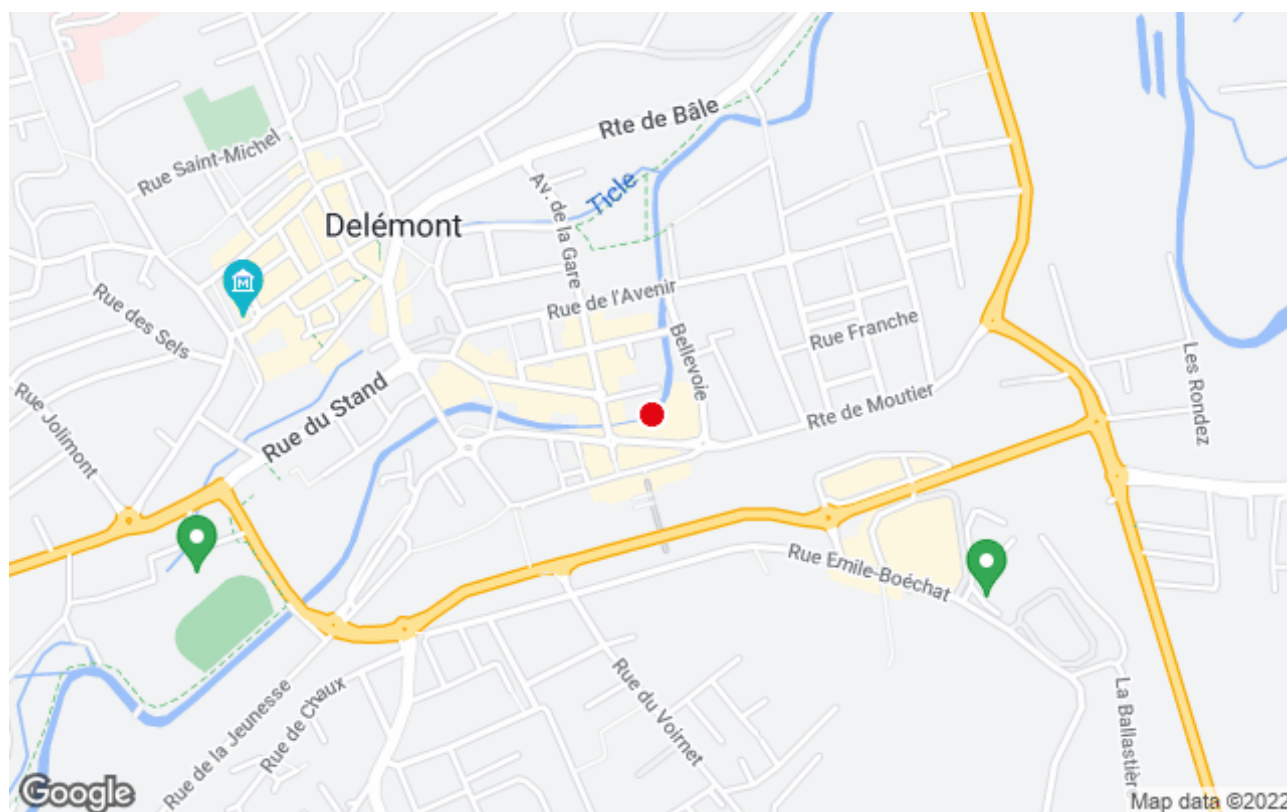 Rte de Bâle
Rue Saint-Michel
Ticle
Av. de la Gare
Delémont
M
Rue de l'Avenir
Rue des Sels
Bellevoie
Rue Franche
Les Rondez
Rue Jolimont
Rue du Stand
Rte de Moutier
Rue Emile-Boéchat
Rue de la Jeunesse
Rue de Chaux
Rue du Voirnet
La Ballastière
Google
Map data ©2022